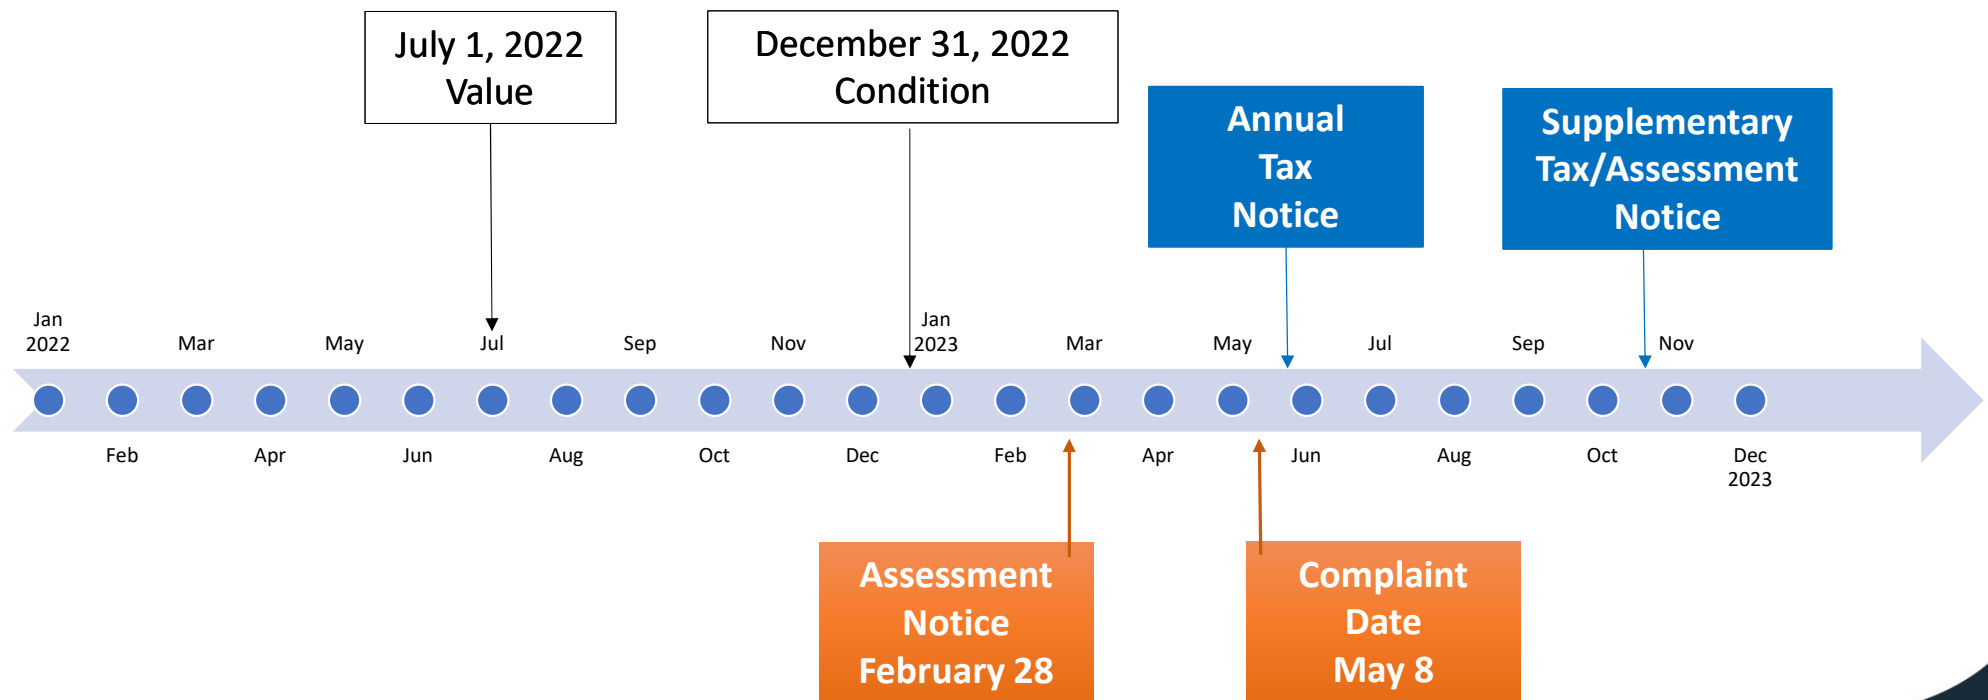 July 1, 2022
Value
December 31, 2022
Condition
Annual
Tax
Notice
Supplementary
Tax/Assessment
Notice
Jan
2022
Mar
May
Jul
Sep
Nov
Jan
2023
Mar
May
Jul
Sep
Nov
Feb
Apr
Jun
Aug
Oct
Dec
Feb
Apr
Jun
Aug
Oct
Dec
2023
Assessment
Notice
February 28
Complaint
Date
May 8